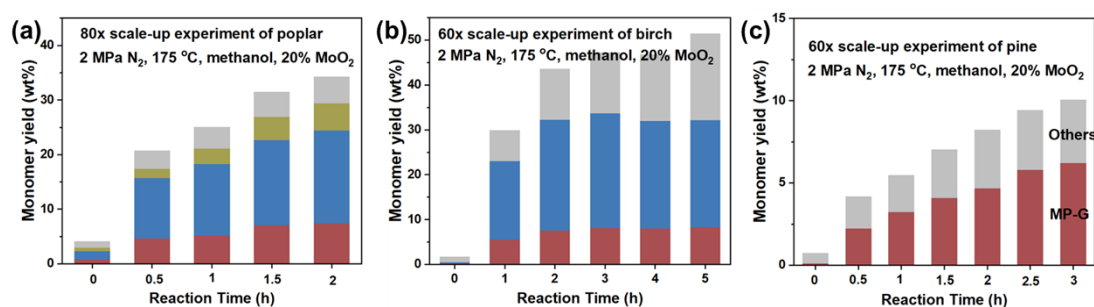 (a)
80x scale-up experiment of poplar
2 MPa N₂, 175 °C, methanol, 20% MoO₂
Monomer yield (wt%)
40
30
20
10
0
0 0.5 1 1.5 2
Reaction Time (h)
(b)
60x scale-up experiment of birch
2 MPa N₂, 175 °C, methanol, 20% MoO₂
Monomer yield (wt%)
50
40
30
20
10
0
0 1 2 3 4 5
Reaction Time (h)
(c)
60x scale-up experiment of pine
2 MPa N₂, 175 °C, methanol, 20% MoO₂
Monomer yield (wt%)
15
10
5
0
Others
MP-G
0 0.5 1 1.5 2 2.5 3
Reaction Time (h)